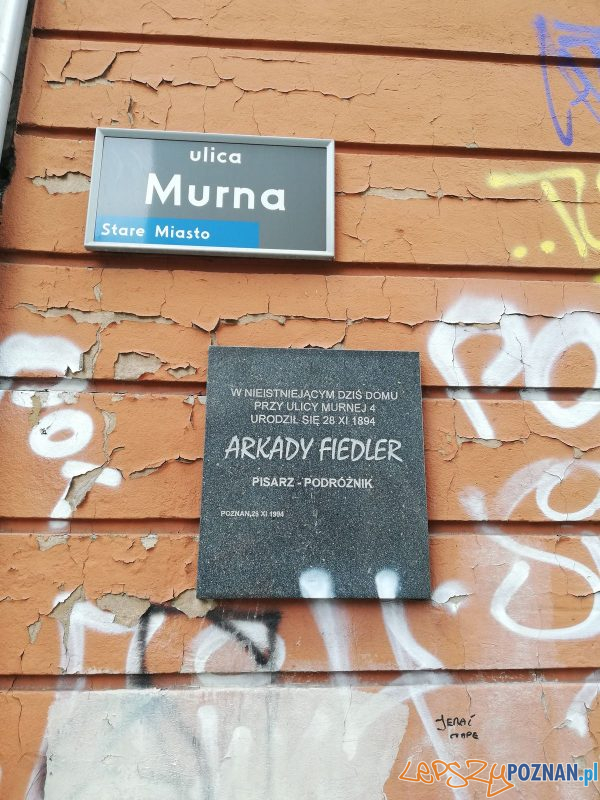 ulica
Murna
Stare Miasto
W NIEISTNIEJĄCYM DZIŚ DOMU
PRZY ULICY MURNEJ 4
URODZIŁ SIĘ 28 XI 1894
ARKADY FIEDLER
PISARZ - PODRÓŻNIK
POZNAŃ, 28 XI 1994
LEPSZYPOZNAN.pl